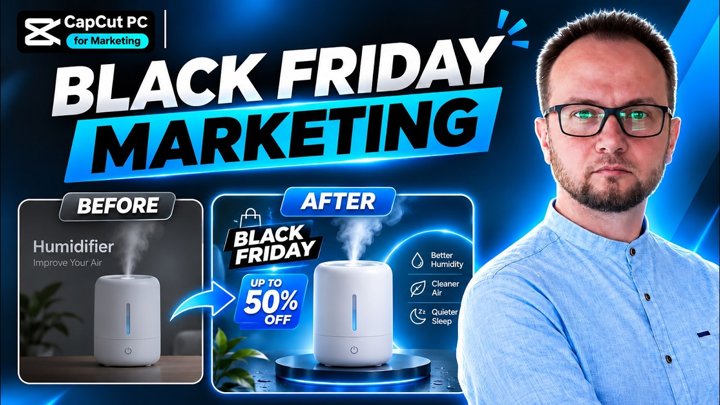 CapCut PC
for Marketing
BLACK FRIDAY
MARKETING
BEFORE
Humidifier
Improve Your Air
AFTER
BLACK
FRIDAY
UP TO
50%
OFF
Better
Humidity
Cleaner
Air
Zz
Quieter
Sleep